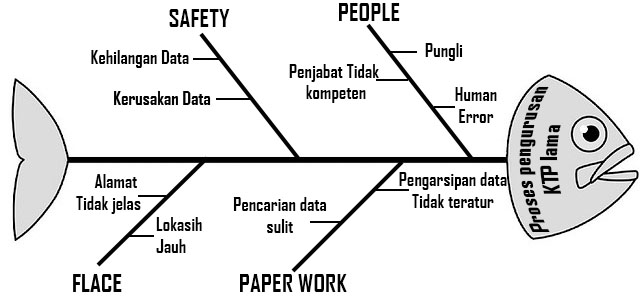 SAFETY
PEOPLE
Kehilangan Data
Kerusakan Data
Pungli
Penjabat Tidak
kompeten
Human
Error
Proses pengurusan
KTP lama
Alamat
Tidak jelas
Lokasih
Jauh
Pencarian data
sulit
Pengarsipan data
Tidak teratur
FLACE
PAPER WORK